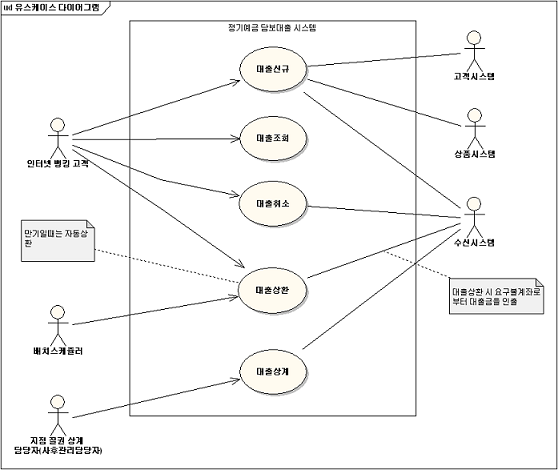 ud 유스케이스 다이어그램
정기예금 담보대출 시스템
대출신규
고객시스템
대출조회
상품시스템
인터넷 뱅킹 고객
대출취소
수신시스템
만기일때는 자동상
환
대출상환
대출상환 시 요구불계좌로
부터 대출금을 인출
배치스케쥴러
대출상계
지점 질권 상계
담당자(사후관리담당자)